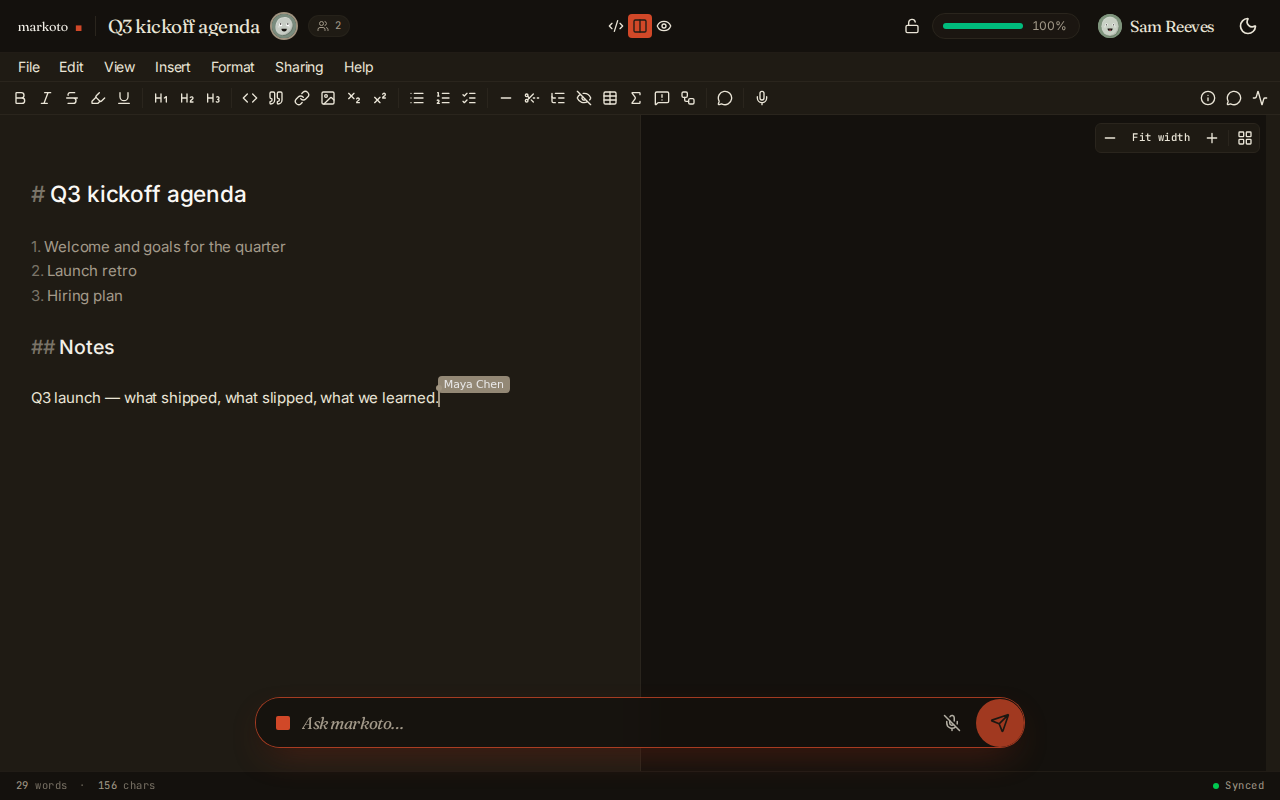 markoto
Q3 kickoff agenda
2
100%
Sam Reeves
File Edit View Insert Format Sharing Help
H1 H2 H3
Fit width
# Q3 kickoff agenda
1. Welcome and goals for the quarter
2. Launch retro
3. Hiring plan
## Notes
Maya Chen
Q3 launch — what shipped, what slipped, what we learned.
Ask markoto...
29 words · 156 chars
Synced